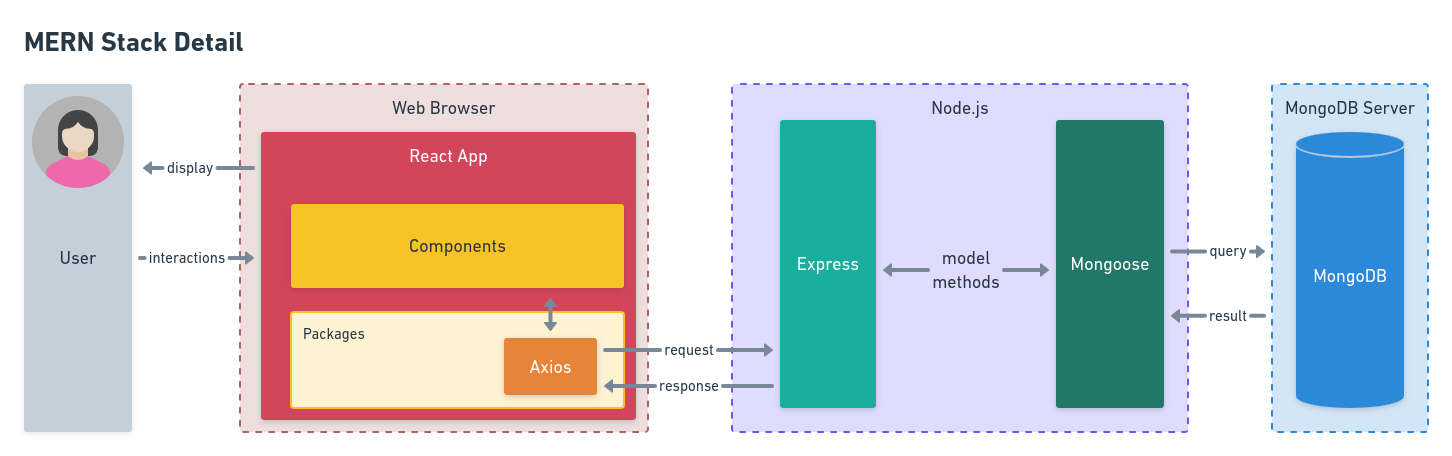 MERN Stack Detail
User
display
interactions
Web Browser
React App
Components
Packages
Axios
request
response
Node.js
Express
model
methods
Mongoose
query
result
MongoDB Server
MongoDB